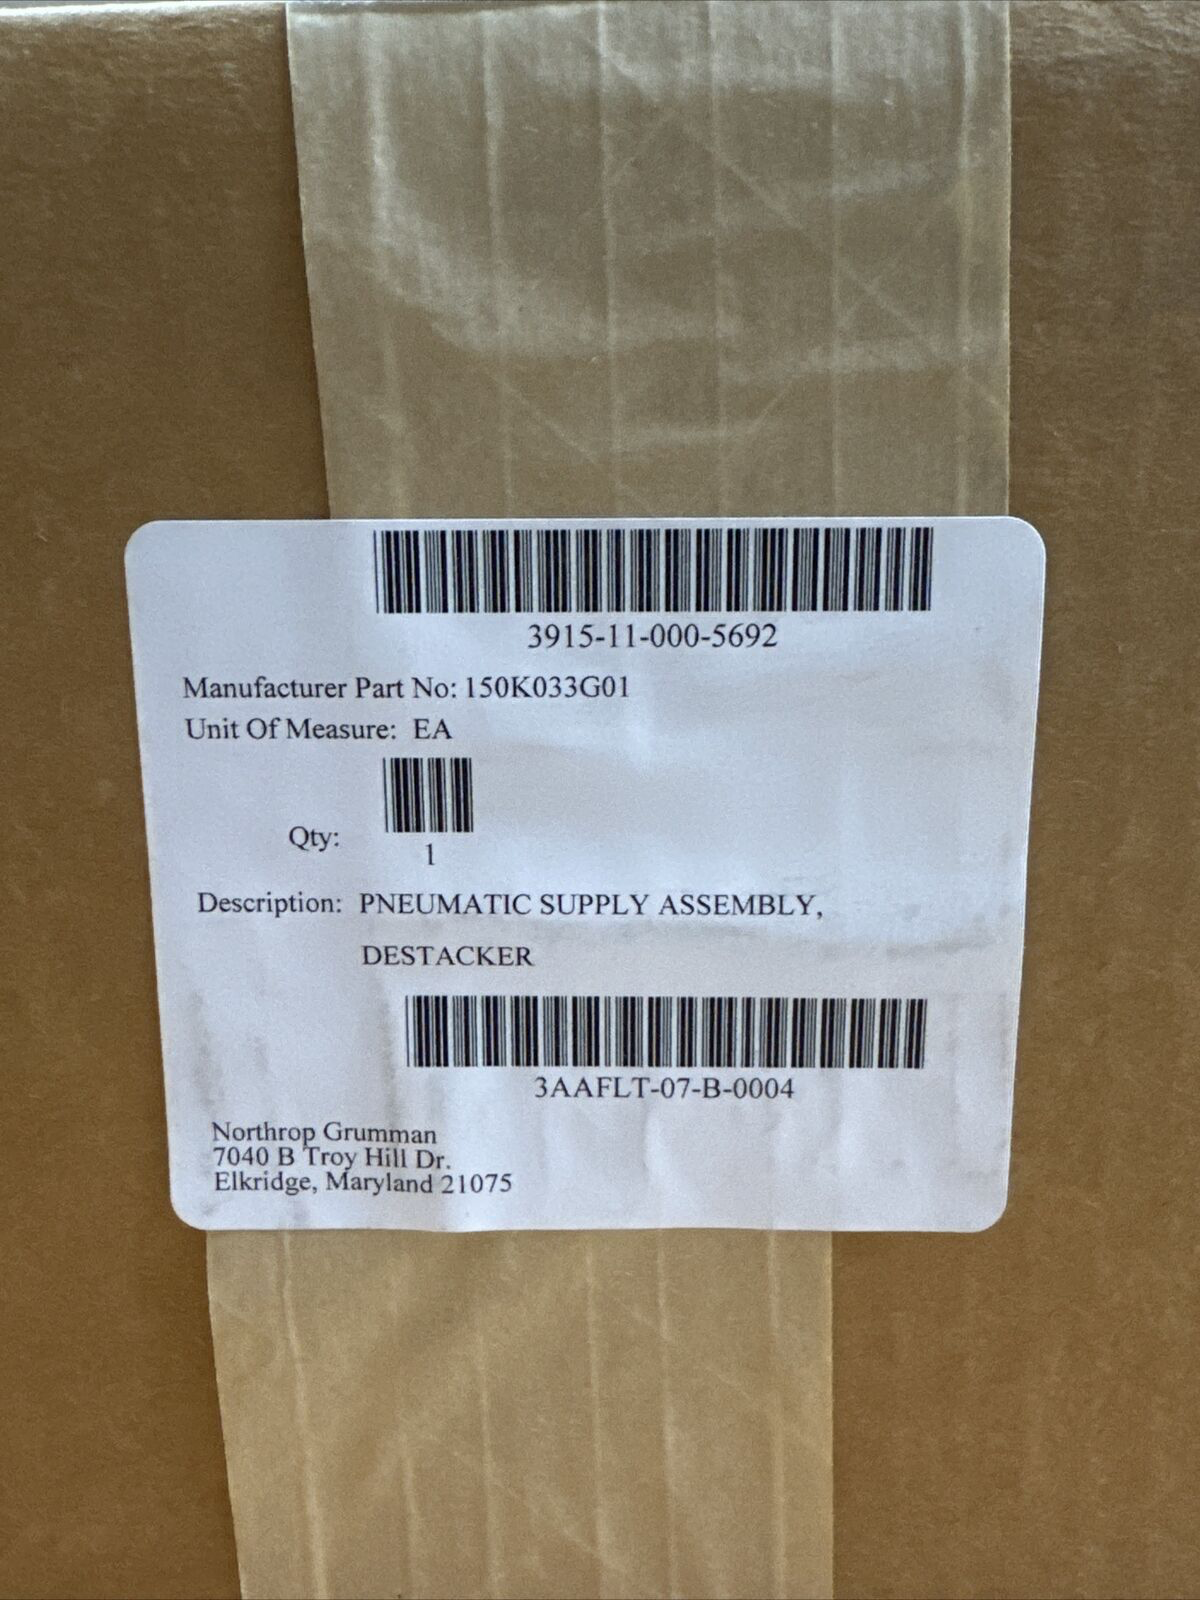 3915-11-000-5692
Manufacturer Part No: 150K033G01
Unit Of Measure: EA
Qty:
1
Description: PNEUMATIC SUPPLY ASSEMBLY,
DESTACKER
3AAFLT-07-B-0004
Northrop Grumman
7040 B Troy Hill Dr.
Elkridge, Maryland 21075